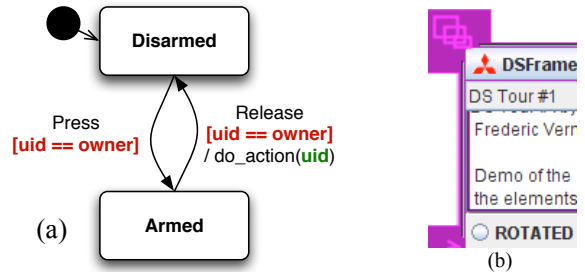 Disarmed
Press
[uid == owner]
Release
[uid == owner]
/ do_action(uid)
Armed
(a)
DSFrame
DS Tour #1
Frederic Vern
Demo of the
the elements
ROTATED
(b)